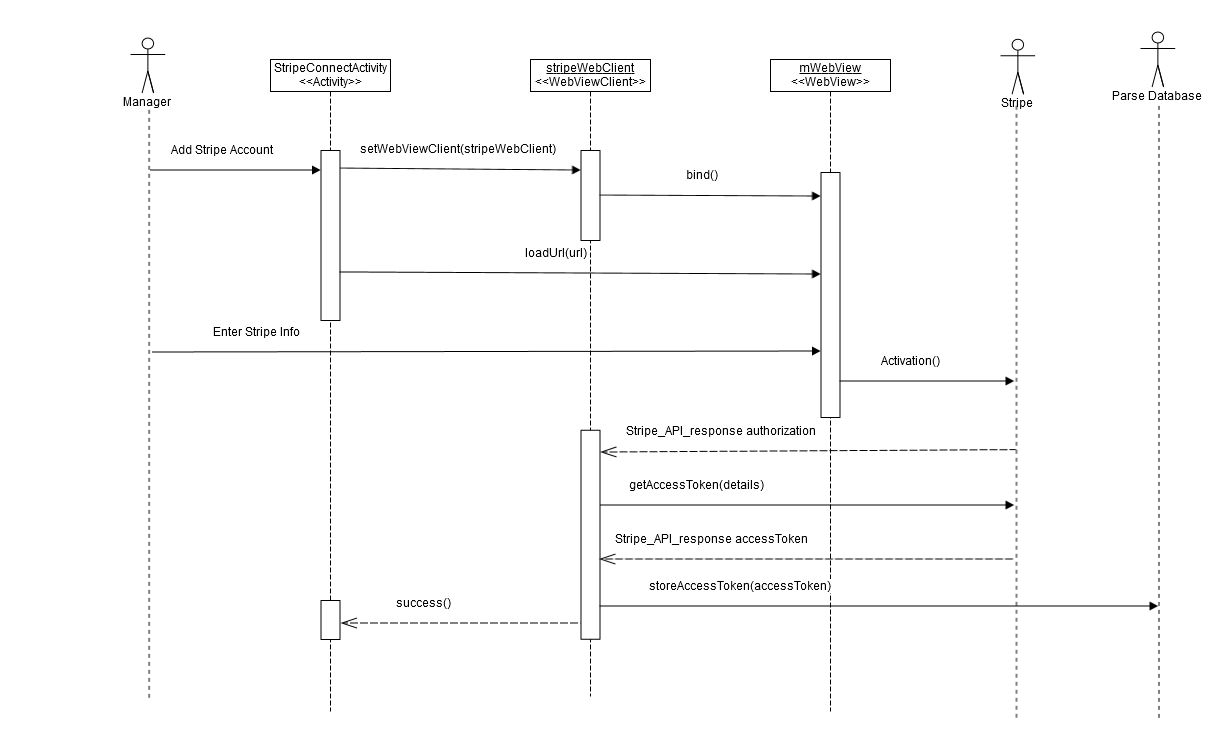 Manager
StripeConnectActivity
<<Activity>>
stripeWebClient
<<WebViewClient>>
mWebView
<<WebView>>
Stripe
Parse Database
Add Stripe Account
setWebViewClient(stripeWebClient)
bind()
loadUrl(url)
Enter Stripe Info
Activation()
Stripe_API_response authorization
getAccessToken(details)
Stripe_API_response accessToken
storeAccessToken(accessToken)
success()